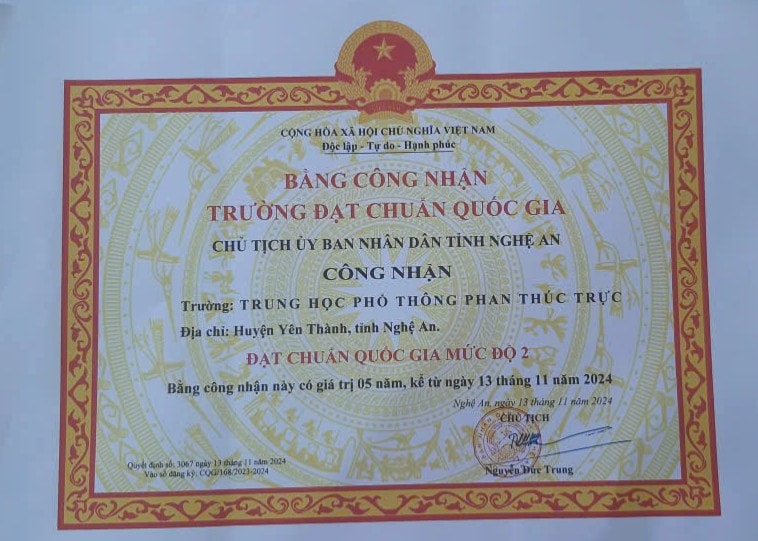 CỘNG HÒA XÃ HỘI CHỦ NGHĨA VIỆT NAM
Độc lập - Tự do - Hạnh phúc
BẰNG CÔNG NHẬN
TRƯỜNG ĐẠT CHUẨN QUỐC GIA
CHỦ TỊCH ỦY BAN NHÂN DÂN TỈNH NGHỆ AN
CÔNG NHẬN
Trường: TRUNG HỌC PHỔ THÔNG PHAN THÚC TRỰC
Địa chỉ: Huyện Yên Thành, tỉnh Nghệ An.
ĐẠT CHUẨN QUỐC GIA MỨC ĐỘ 2
Bằng công nhận này có giá trị 05 năm, kể từ ngày 13 tháng 11 năm 2024
Nghệ An, ngày 13 tháng 11 năm 2024
CHỦ TỊCH
Quyết định số: 3067 ngày 13 tháng 11 năm 2024
Vào sổ đăng ký: CQG/168/2023-2024
Nguyễn Đức Trung